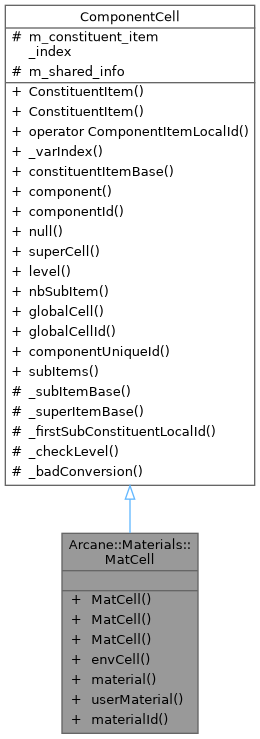 ComponentCell
# m_constituent_item
_index
# m_shared_info
+ ConstituentItem()
+ ConstituentItem()
+ operator ComponentItemLocalId()
+ _varIndex()
+ constituentItemBase()
+ component()
+ componentId()
+ null()
+ superCell()
+ level()
+ nbSubItem()
+ globalCell()
+ globalCellId()
+ componentUniqueId()
+ subItems()
# _subItemBase()
# _superItemBase()
# _firstSubConstituentLocalId()
# _checkLevel()
# _badConversion()
Arcane::Materials::
MatCell
+ MatCell()
+ MatCell()
+ MatCell()
+ envCell()
+ material()
+ userMaterial()
+ materialId()